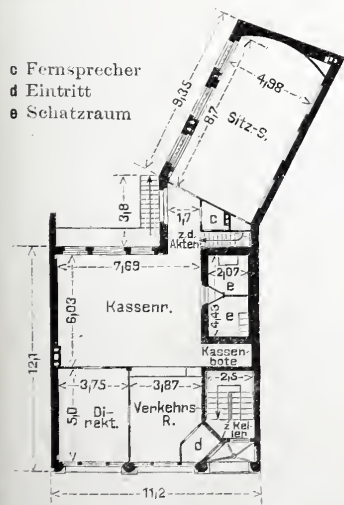 c Fernsprecher
d Eintritt
e Schatzraum
9,35
8,7
4,98
Sitz-S.
3,8
1,7
c
z. d.
Akten
7,69
2,07
e
6,03
4,43
Kassenr.
e
12,1
Kassen-
bote
3,75
3,87
2,5
5,0
Di-
rekt.
Verkehrs-
R.
z Kel-
ler
d
11,2